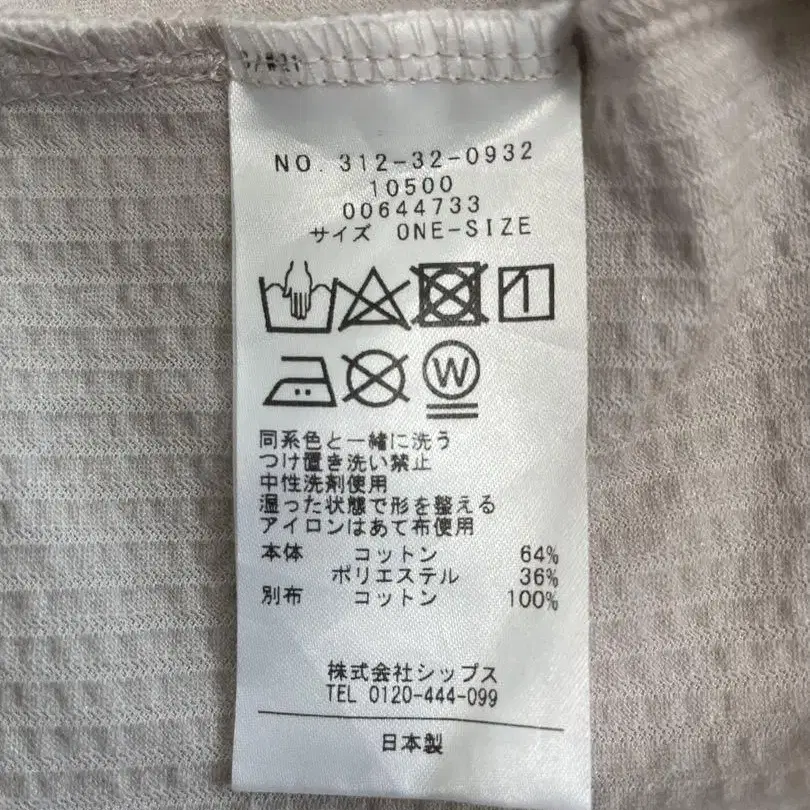 NO. 312-32-0932
10500
00644733
サイズ ONE-SIZE
W
同系色と一緒に洗う
つけ置き洗い禁止
中性洗剤使用
湿った状態で形を整える
アイロンはあて布使用
本体 コットン 64%
ポリエステル 36%
別布 コットン 100%
株式会社シップス
TEL 0120-444-099
日本製